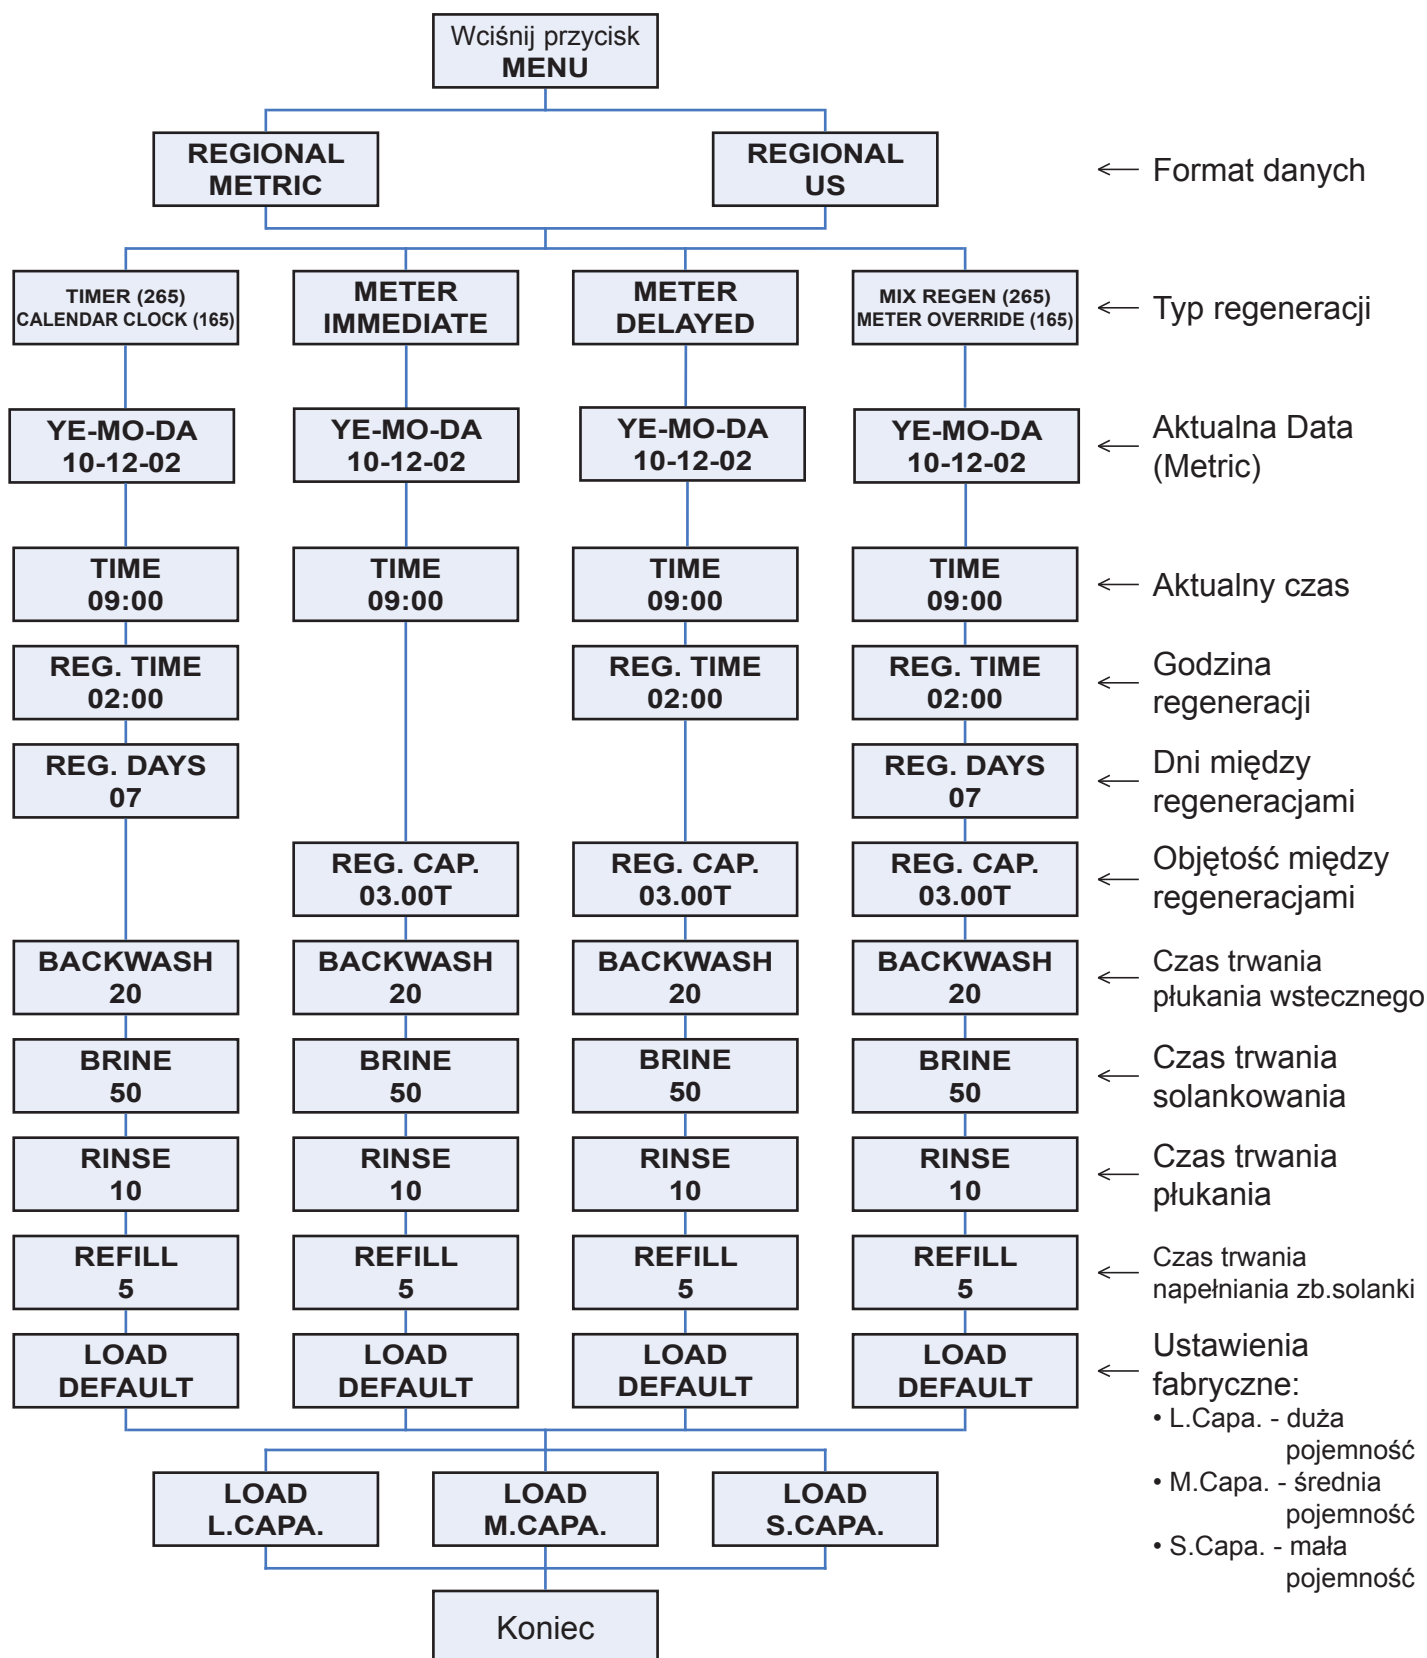 Wciśnij przycisk
MENU
REGIONAL
METRIC
REGIONAL
US
Format danych
TIMER (265)
CALENDAR CLOCK (165)
METER
IMMEDIATE
METER
DELAYED
MIX REGEN (265)
METER OVERRIDE (165)
Typ regeneracji
YE-MO-DA
10-12-02
YE-MO-DA
10-12-02
YE-MO-DA
10-12-02
YE-MO-DA
10-12-02
Aktualna Data
(Metric)
TIME
09:00
TIME
09:00
TIME
09:00
TIME
09:00
Aktualny czas
REG. TIME
02:00
REG. TIME
02:00
REG. TIME
02:00
Godzina
regeneracji
REG. DAYS
07
REG. DAYS
07
Dni między
regeneracjami
REG. CAP.
03.00T
REG. CAP.
03.00T
REG. CAP.
03.00T
Objętość między
regeneracjami
BACKWASH
20
BACKWASH
20
BACKWASH
20
BACKWASH
20
Czas trwania
płukania wstecznego
BRINE
50
BRINE
50
BRINE
50
BRINE
50
Czas trwania
solankowania
RINSE
10
RINSE
10
RINSE
10
RINSE
10
Czas trwania
płukania
REFILL
5
REFILL
5
REFILL
5
REFILL
5
Czas trwania
napełniania zb.solanki
LOAD
DEFAULT
LOAD
DEFAULT
LOAD
DEFAULT
LOAD
DEFAULT
Ustawienia
fabryczne:
• L.Capa. - duża
pojemność
• M.Capa. - średnia
pojemność
• S.Capa. - mała
pojemność
LOAD
L.CAPA.
LOAD
M.CAPA.
LOAD
S.CAPA.
Koniec